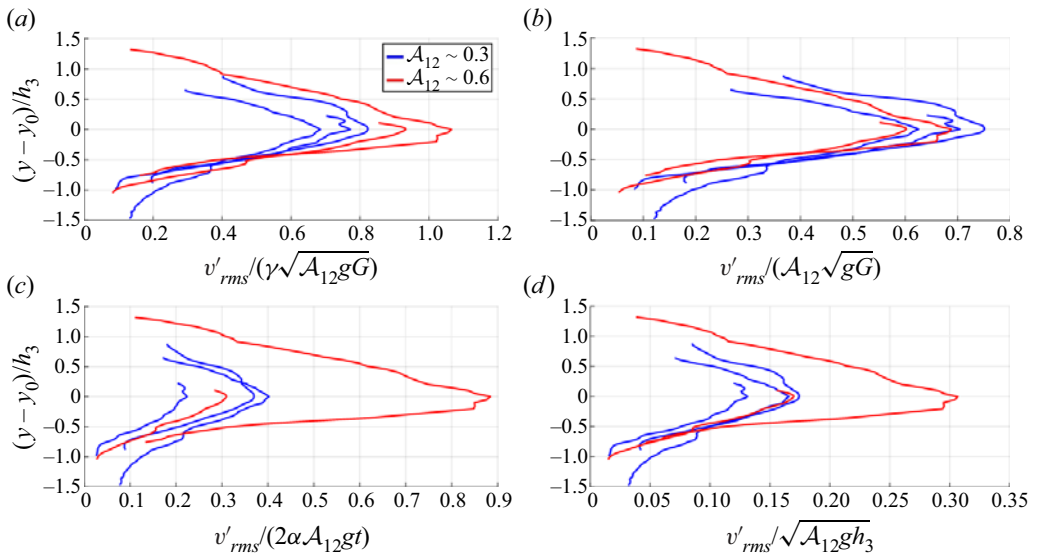 (a)
1.5
1.0
0.5
0
−0.5
−1.0
−1.5
(y − y₀)/h₃
𝒜₁₂ ~ 0.3
𝒜₁₂ ~ 0.6
0 0.2 0.4 0.6 0.8 1.0 1.2
v′rms/(γ√𝒜₁₂gG)
(b)
1.5
1.0
0.5
0
−0.5
−1.0
−1.5
0 0.1 0.2 0.3 0.4 0.5 0.6 0.7 0.8
v′rms/(𝒜₁₂√gG)
(c)
1.5
1.0
0.5
0
−0.5
−1.0
−1.5
(y − y₀)/h₃
0 0.1 0.2 0.3 0.4 0.5 0.6 0.7 0.8 0.9
v′rms/(2α𝒜₁₂gt)
(d)
1.5
1.0
0.5
0
−0.5
−1.0
−1.5
0 0.05 0.10 0.15 0.20 0.25 0.30 0.35
v′rms/√𝒜₁₂gh₃